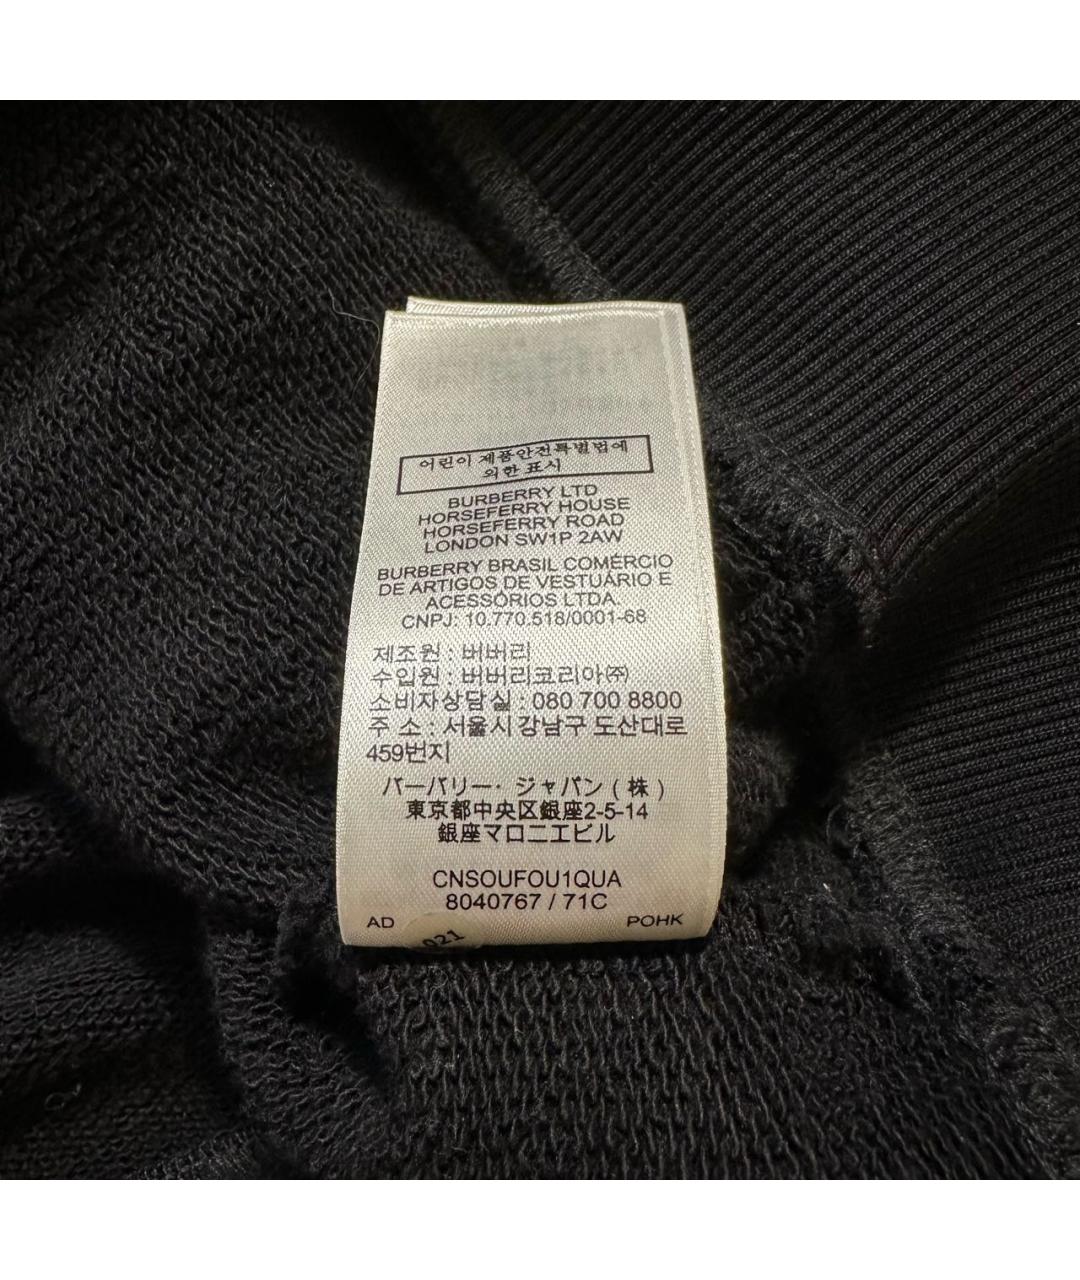 어린이 제품안전특별법에
의한 표시
BURBERRY LTD
HORSEFERRY HOUSE
HORSEFERRY ROAD
LONDON SW1P 2AW
BURBERRY BRASIL COMÉRCIO
DE ARTIGOS DE VESTUÁRIO E
ACESSÓRIOS LTDA
CNPJ: 10.770.518/0001-68
제조원 : 버버리
수입원 : 버버리코리아㈜
소비자상담실 : 080 700 8800
주 소 : 서울시 강남구 도산대로
459번지
バーバリー・ジャパン ( 株 )
東京都中央区銀座2-5-14
銀座マロニエビル
CNSOUFOU1QUA
8040767 / 71C
AD POHK
021